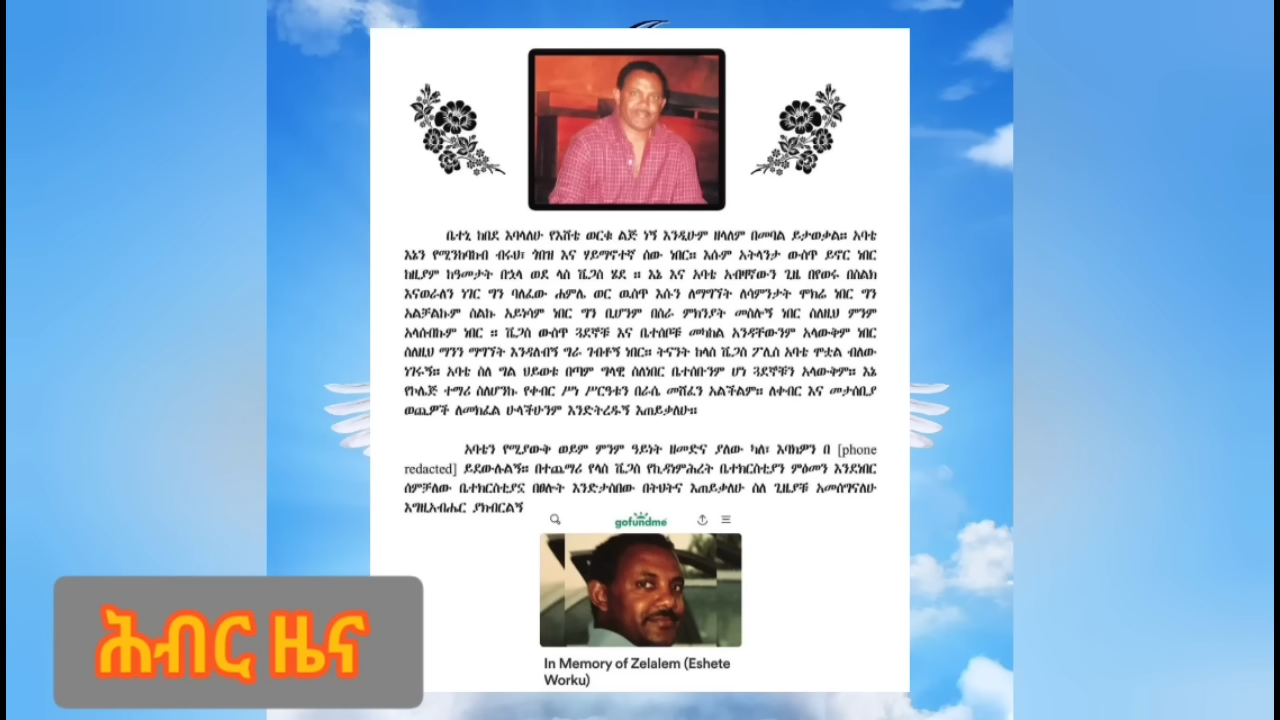 ቤተኒ ከበደ እባላለሁ የእሸቴ ወርቁ ልጅ ነኝ እንዲሁም ዘላለም በመባል ይታወቃል። አባቴ
እኔን የሚንከባከብ ብሩህ፣ ጎበዝ እና ሃይማኖተኛ ሰው ነበር። እሱም አትላንታ ውስጥ ይኖር ነበር
ከዚያም ከዓመታት በኋላ ወደ ላስ ቬጋስ ሄደ ። እኔ እና አባቴ አብዛኛውን ጊዜ በየወሩ በስልክ
እናወራለን ነገር ግን ባለፈው ሐምሌ ወር ዉስጥ እሱን ለማግኘት ለሳምንታት ሞክሬ ነበር ግን
አልቻልኩም ስልኩ አይነሳም ነበር ግን ቢሆንም በስራ ምክንያት መስሎኝ ነበር ስለዚህ ምንም
አላሰብኩም ነበር ። ቬጋስ ውስጥ ጓደኞቹ እና ቤተሰቦቹ መካከል አንዳቸውንም አላውቅም ነበር
ስለዚህ ማንን ማግኘት እንዳለብኝ ግራ ገብቶኝ ነበር። ትናንት ከላስ ቬጋስ ፖሊስ አባቴ ሞቷል ብለው
ነገሩኝ። አባቴ ስለ ግል ህይወቱ በጣም ግላዊ ስለነበር ቤተሰቡንም ሆነ ጓደኞቹን አላውቅም። እኔ
የኮሌጅ ተማሪ ስለሆንኩ የቀብር ሥነ ሥርዓቱን በራሴ መሸፈን አልችልም። ለቀብር እና መታሰቢያ
ወጪዎች ለመክፈል ሁላችሁንም እንድትረዱኝ እጠይቃለሁ።
አባቴን የሚያውቅ ወይም ምንም ዓይነት ዘመድና ያለው ካለ፣ እባክዎን በ [phone
redacted] ይደውሉልኝ። በተጨማሪ የላስ ቬጋስ የኪዳነምሕረት ቤተክርስቲያን ምዕመን እንደነበር
ሰምቻለው ቤተክርስቲያኗ በፀሎት እንድታስበው በትህትና እጠይቃለሁ ስለ ጊዜያቹ አመሰግናለሁ
እግዚአብሔር ያክብርልኝ
gofundme
In Memory of Zelalem (Eshete
Worku)
ሕብር ዜና